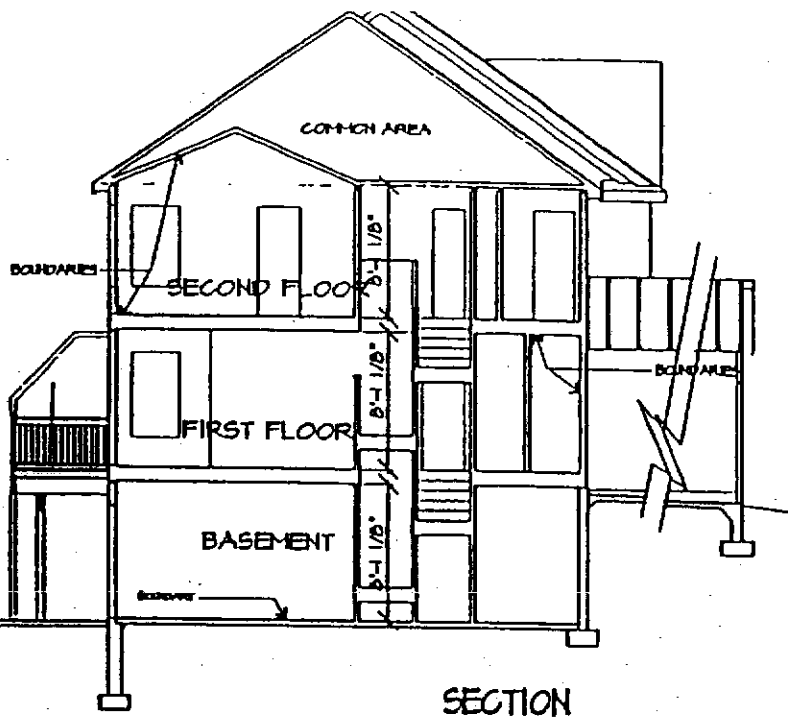 COMMON AREA
8'-1 1/8"
BOUNDARIES
SECOND FLOOR
8'-1 1/8"
BOUNDARIES
FIRST FLOOR
8'-1 1/8"
BASEMENT
BOUNDARY
SECTION